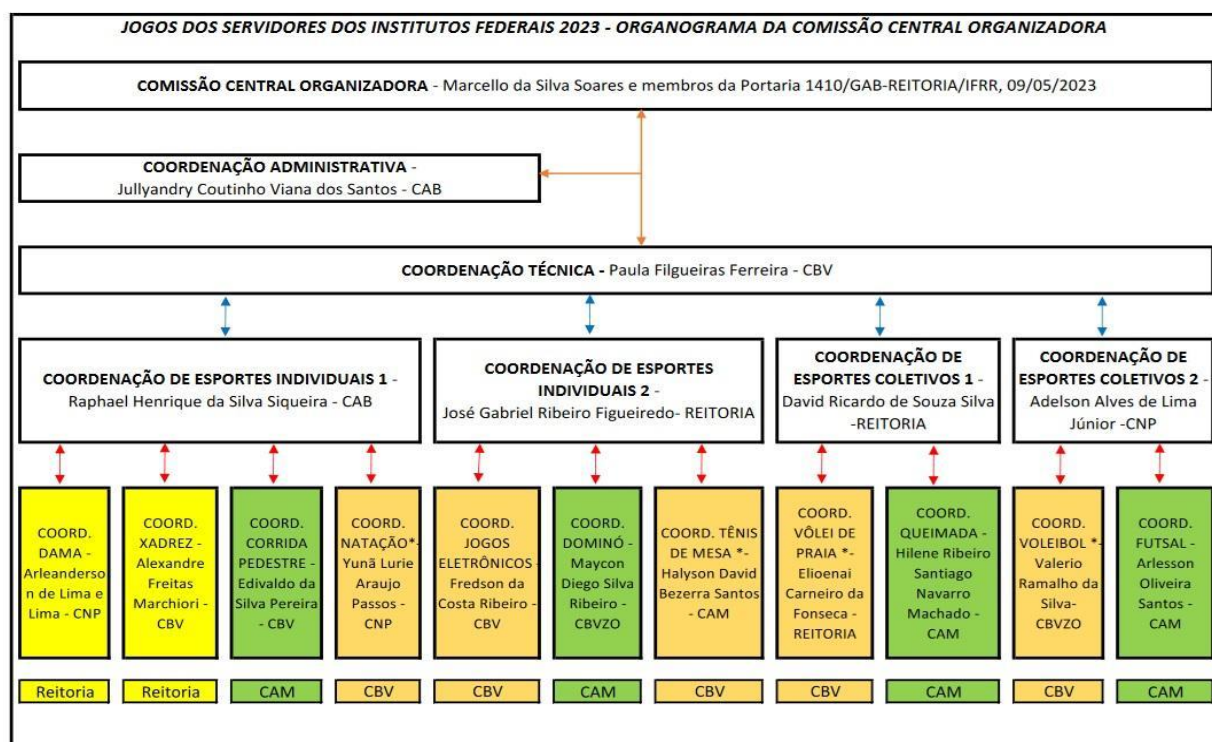 JOGOS DOS SERVIDORES DOS INSTITUTOS FEDERAIS 2023 - ORGANOGRAMA DA COMISSÃO CENTRAL ORGANIZADORA
COMISSÃO CENTRAL ORGANIZADORA - Marcello da Silva Soares e membros da Portaria 1410/GAB-REITORIA/IFRR, 09/05/2023
COORDENAÇÃO ADMINISTRATIVA -
Jullyandry Coutinho Viana dos Santos - CAB
COORDENAÇÃO TÉCNICA - Paula Filgueiras Ferreira - CBV
COORDENAÇÃO DE ESPORTES INDIVIDUAIS 1 -
Raphael Henrique da Silva Siqueira - CAB
COORDENAÇÃO DE ESPORTES
INDIVIDUAIS 2 -
José Gabriel Ribeiro Figueiredo- REITORIA
COORDENAÇÃO DE
ESPORTES COLETIVOS 1 -
David Ricardo de Souza Silva
-REITORIA
COORDENAÇÃO DE
ESPORTES COLETIVOS 2 -
Adelson Alves de Lima
Júnior -CNP
COORD.
DAMA -
Arleanderso
n de Lima e
Lima - CNP
COORD.
XADREZ -
Alexandre
Freitas
Marchiori -
CBV
COORD.
CORRIDA
PEDESTRE -
Edivaldo da
Silva Pereira
- CBV
COORD.
NATAÇÃO*-
Yunã Lurie
Araujo
Passos -
CNP
COORD.
JOGOS
ELETRÔNICOS -
Fredson da
Costa Ribeiro -
CBV
COORD.
DOMINÓ -
Maycon
Diego Silva
Ribeiro -
CBVZO
COORD. TÊNIS
DE MESA *-
Halyson David
Bezerra Santos
- CAM
COORD.
VÔLEI DE
PRAIA *-
Elioenai
Carneiro da
Fonseca -
REITORIA
COORD.
QUEIMADA -
Hilene Ribeiro
Santiago
Navarro
Machado -
CAM
COORD.
VOLEIBOL *-
Valerio
Ramalho da
Silva-
CBVZO
COORD.
FUTSAL -
Arlesson
Oliveira
Santos -
CAM
Reitoria
Reitoria
CAM
CBV
CBV
CAM
CBV
CBV
CAM
CBV
CAM